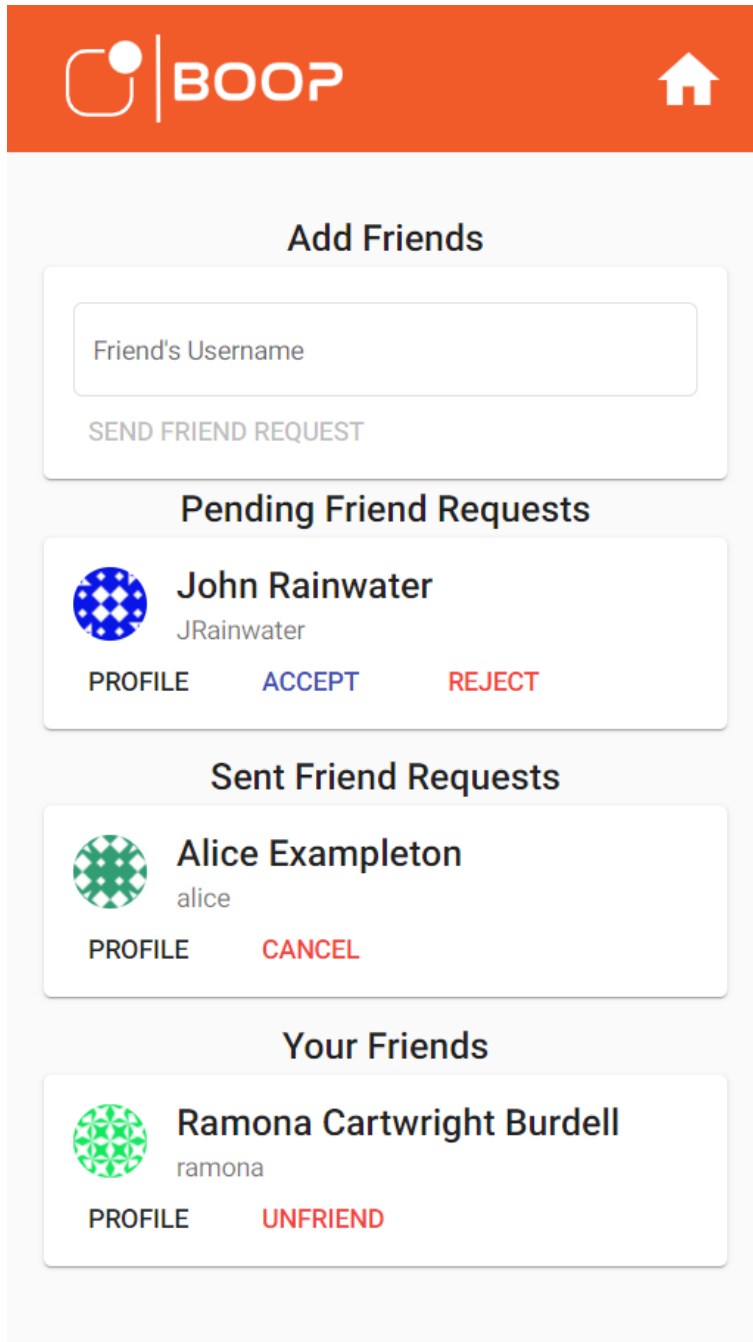 BOOP
Add Friends
Friend's Username
SEND FRIEND REQUEST
Pending Friend Requests
John Rainwater
JRainwater
PROFILE ACCEPT REJECT
Sent Friend Requests
Alice Exampleton
alice
PROFILE CANCEL
Your Friends
Ramona Cartwright Burdell
ramona
PROFILE UNFRIEND